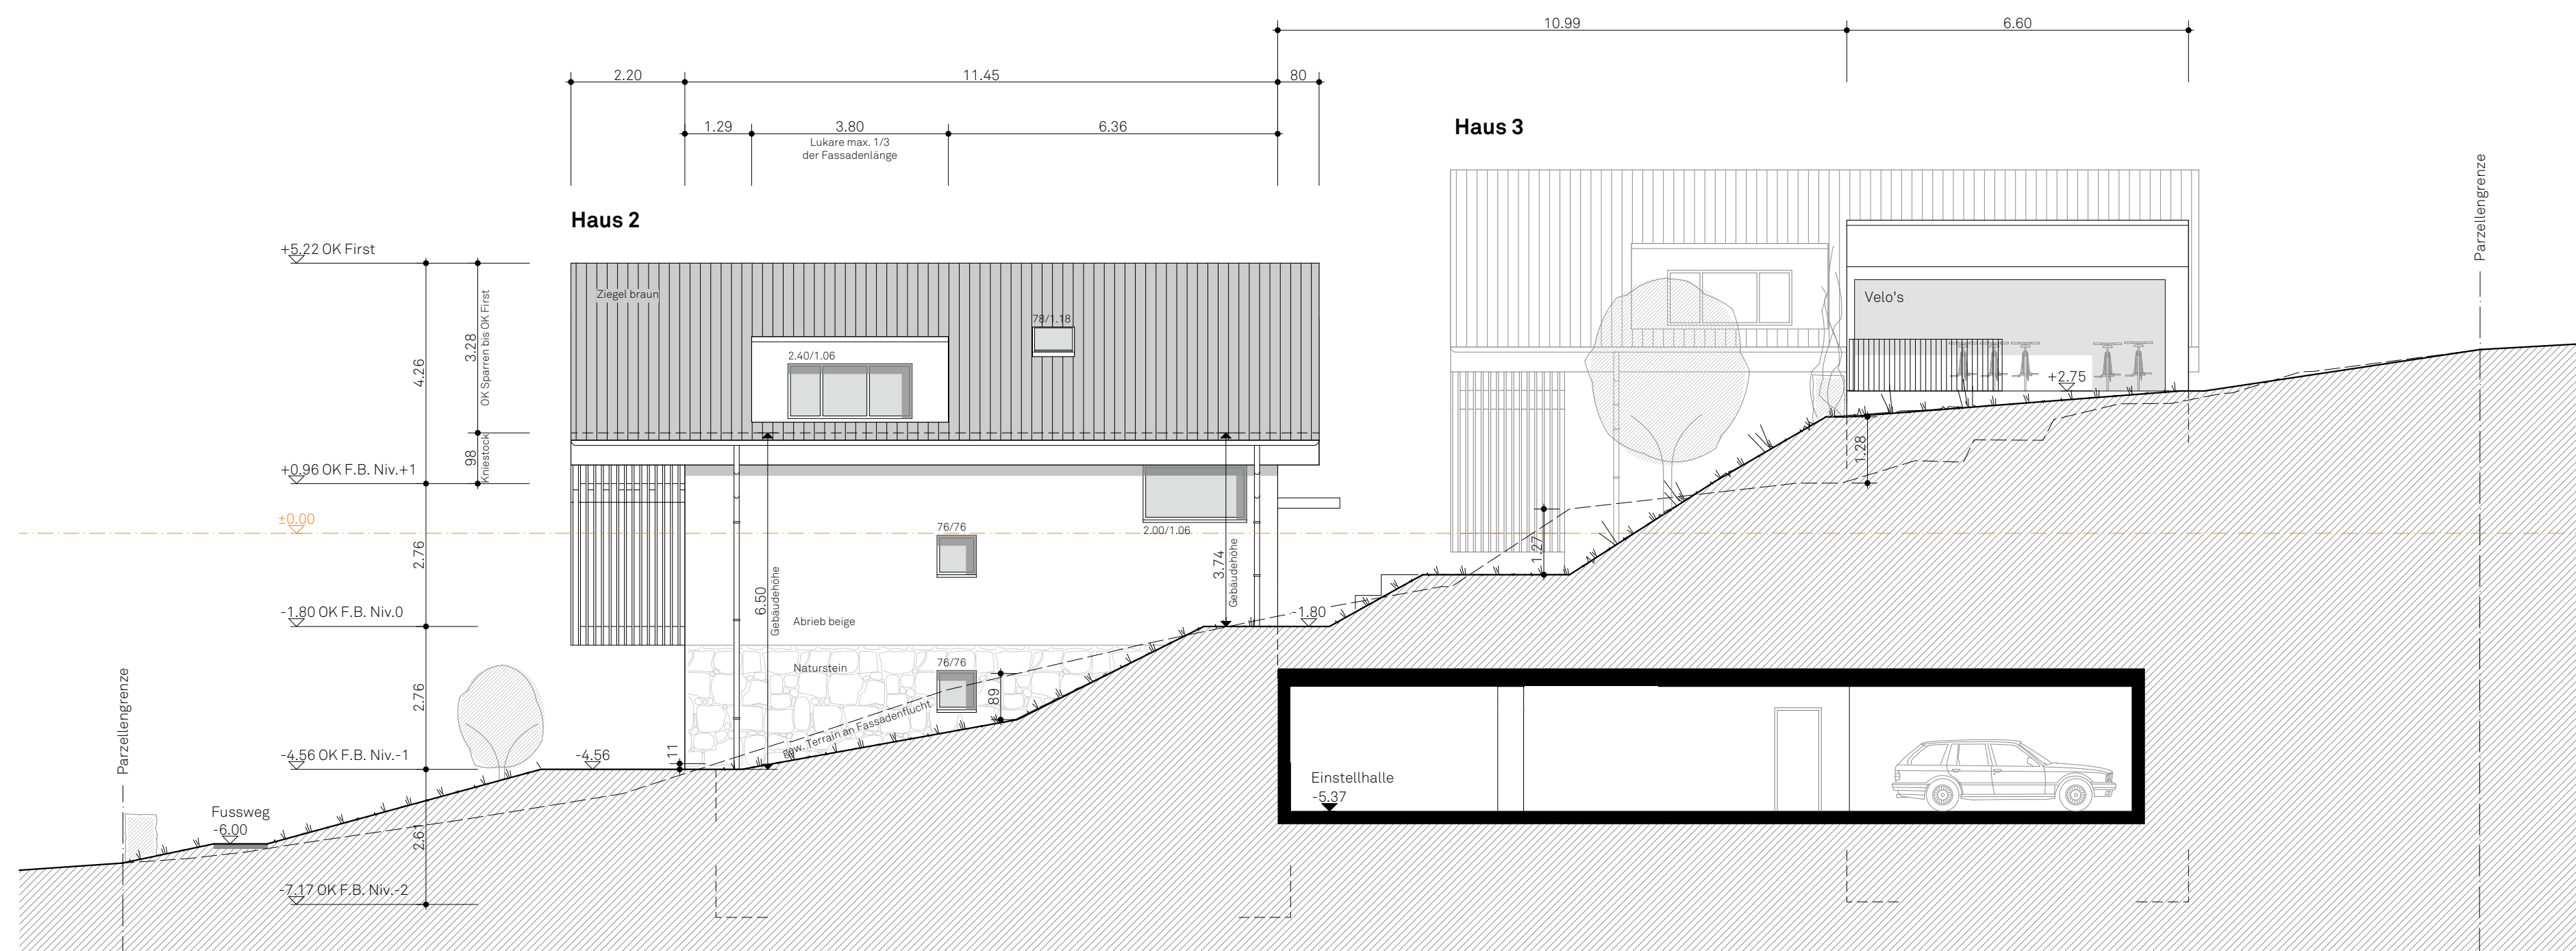 10.99
6.60
2.20
11.45
80
1.29
3.80
6.36
Lukare max. 1/3
der Fassadenlänge
Haus 3
Haus 2
Parzellengrenze
+5.22 OK First
Ziegel braun
Velo's
78/1.18
2.40/1.06
3.28
OK Sparren bis OK First
4.26
+2.75
98
Kniestock
+0.96 OK F.B. Niv.+1
1.28
±0.00
76/76
2.00/1.06
2.76
1.27
3.74
Gebäudehöhe
6.50
Gebäudehöhe
-1.80 OK F.B. Niv.0
Abrieb beige
-1.80
Naturstein
76/76
2.76
89
Parzellengrenze
gew. Terrain an Fassadenflucht
11
-4.56 OK F.B. Niv.-1
-4.56
Einstellhalle
-5.37
Fussweg
-6.00
2.61
-7.17 OK F.B. Niv.-2